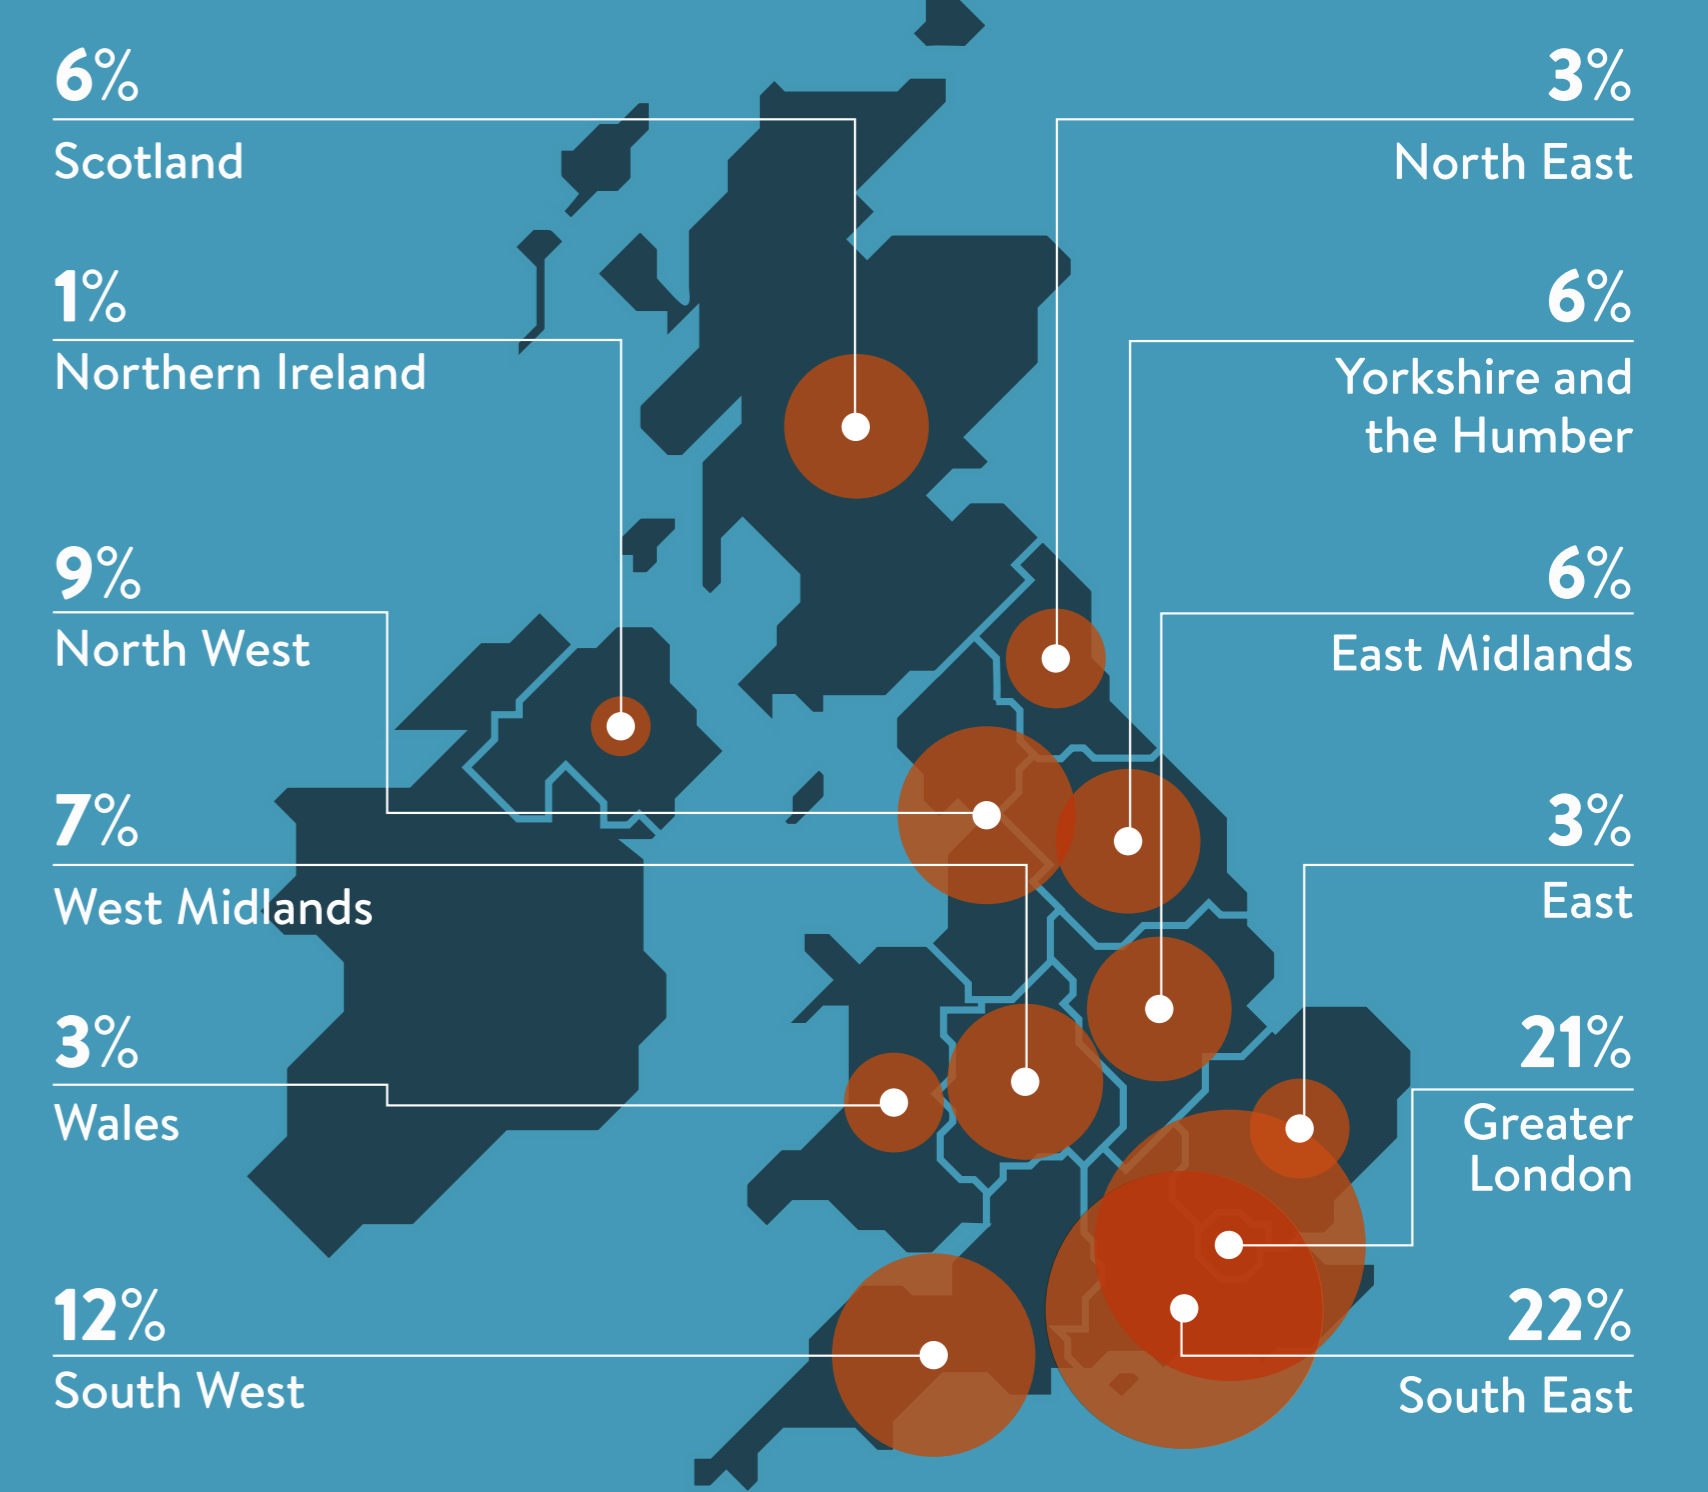 6%
Scotland
1%
Northern Ireland
9%
North West
7%
West Midlands
3%
Wales
12%
South West
3%
North East
6%
Yorkshire and
the Humber
6%
East Midlands
3%
East
21%
Greater
London
22%
South East